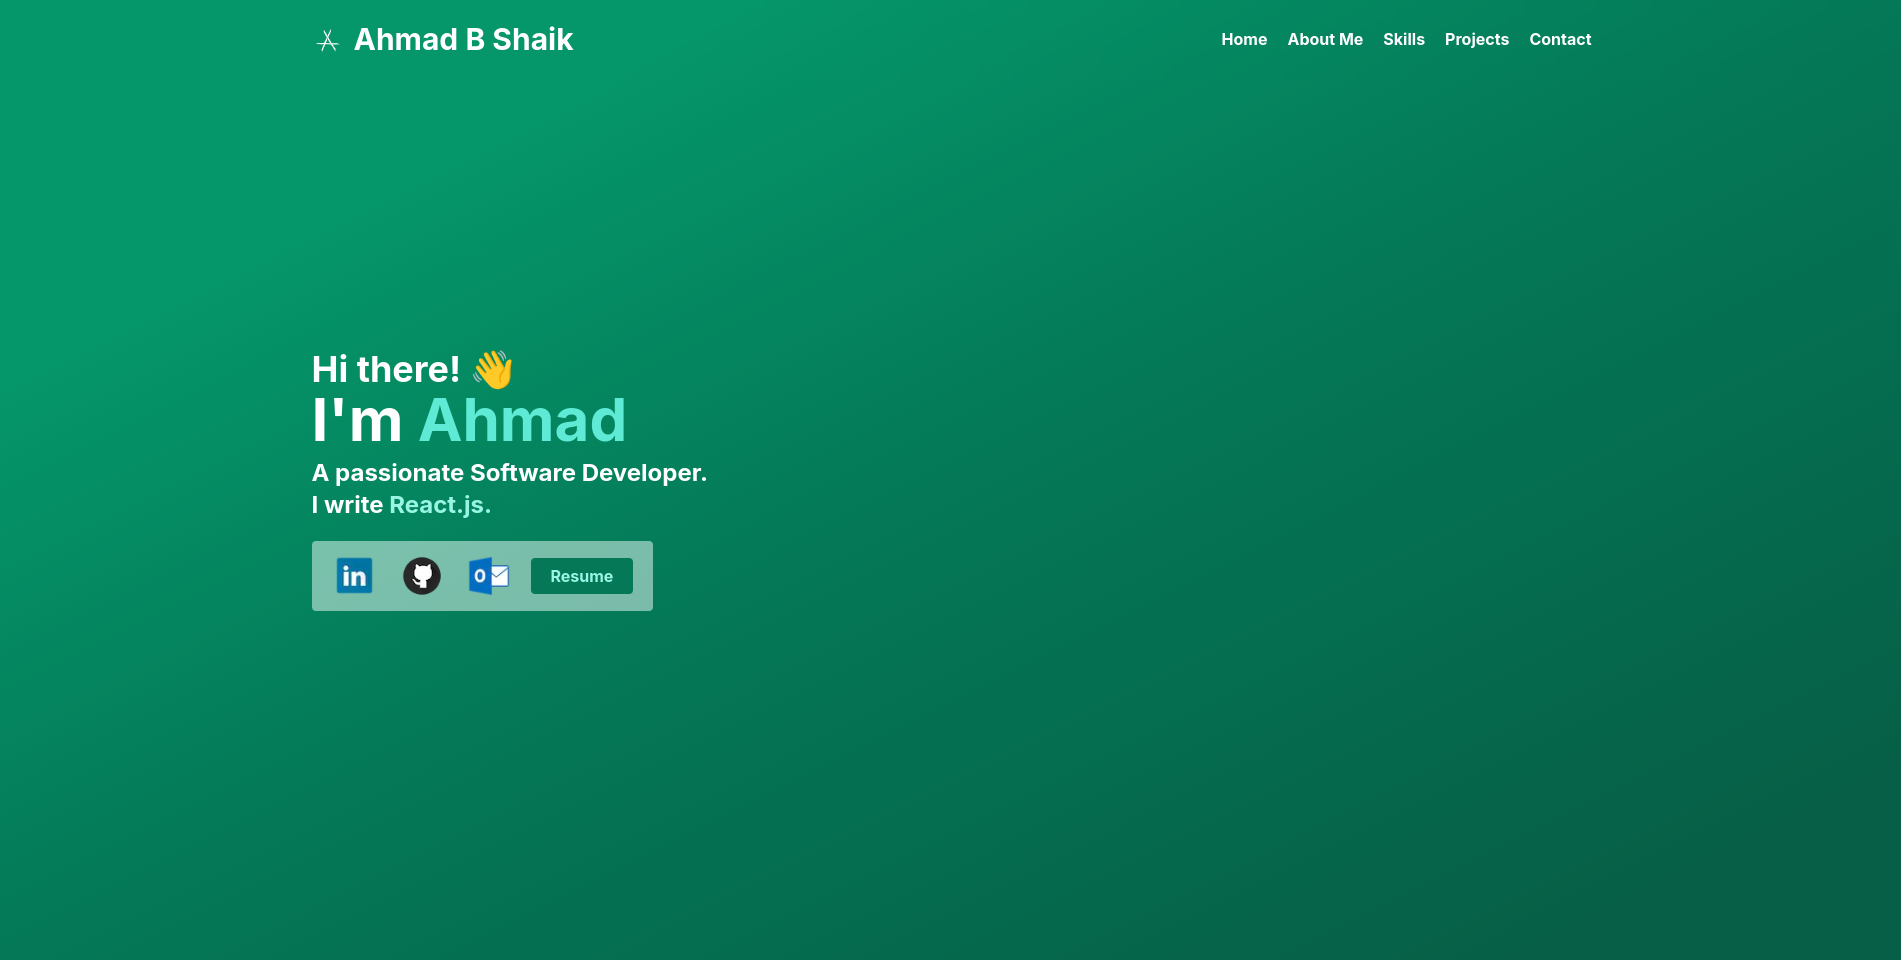 Ahmad B Shaik
Home About Me Skills Projects Contact
Hi there! 👋
I'm Ahmad
A passionate Software Developer.
I write React.js.
in
O
Resume